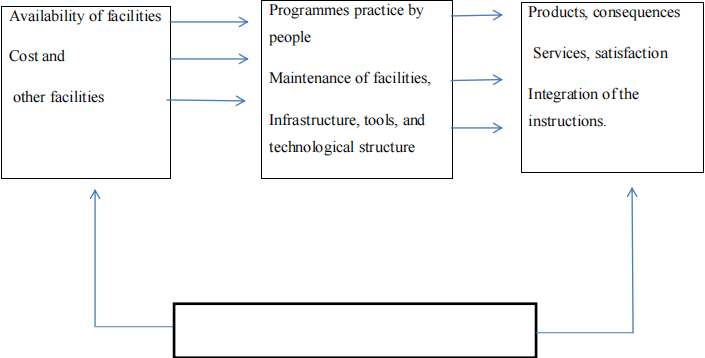 Availability of facilities
Cost and
other facilities
Programmes practice by
people
Maintenance of facilities,
Infrastructure, tools, and
technological structure
Products, consequences
Services, satisfaction
Integration of the
instructions.